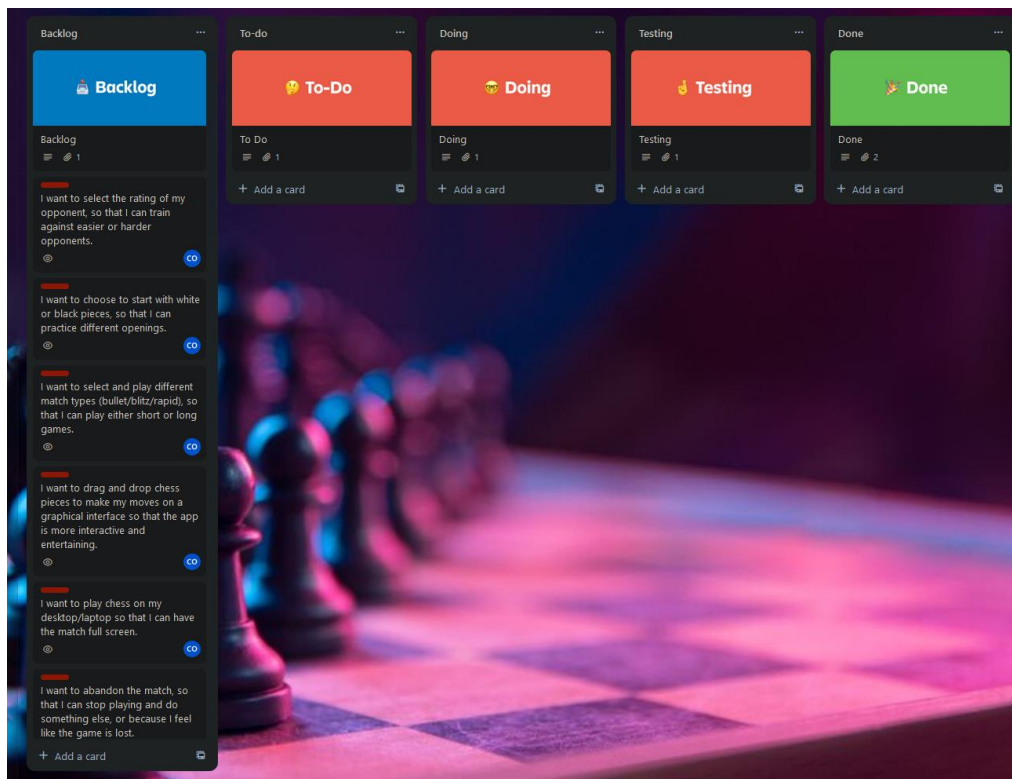 Backlog
Backlog
Backlog
1
I want to select the rating of my
opponent, so that I can train
against easier or harder
opponents.
CO
I want to choose to start with white
or black pieces, so that I can
practice different openings.
CO
I want to select and play different
match types (bullet/blitz/rapid), so
that I can play either short or long
games.
CO
I want to drag and drop chess
pieces to make my moves on a
graphical interface so that the app
is more interactive and
entertaining.
CO
I want to play chess on my
desktop/laptop so that I can have
the match full screen.
CO
I want to abandon the match, so
that I can stop playing and do
something else, or because I feel
like the game is lost.
+ Add a card
To-do
To-Do
To Do
1
+ Add a card
Doing
Doing
Doing
1
+ Add a card
Testing
Testing
Testing
1
+ Add a card
Done
Done
Done
2
+ Add a card